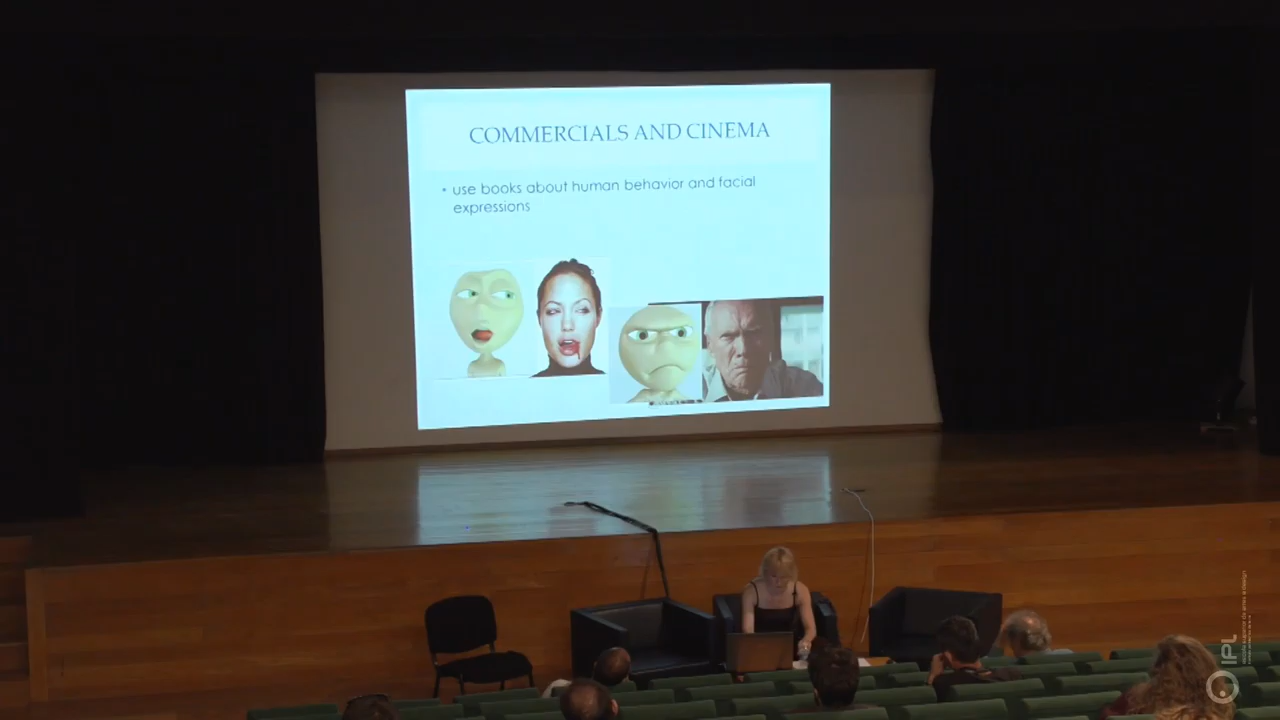 COMMERCIALS AND CINEMA
• use books about human behavior and facial
expressions
IPL